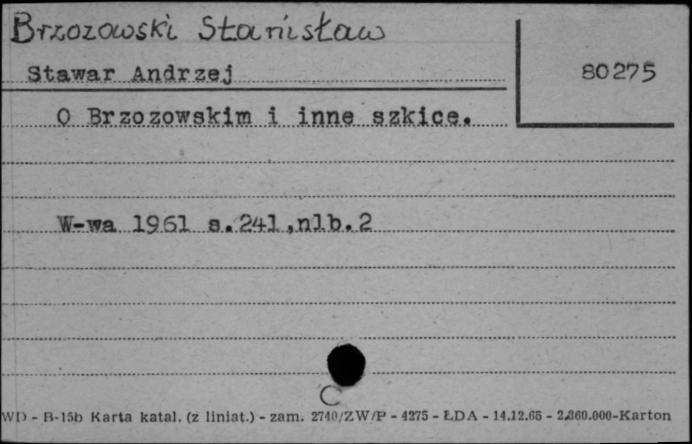 Brzozowski Stanisław
Stawar Andrzej
80275
O Brzozowskim i inne szkice.
W-wa 1961 s.241,nlb.2
C
WD - B-15b Karta katal. (z liniat.) - zam. 2740/ZW/P - 4275 - ŁDA - 14.12.65 - 2.360.000-Karton